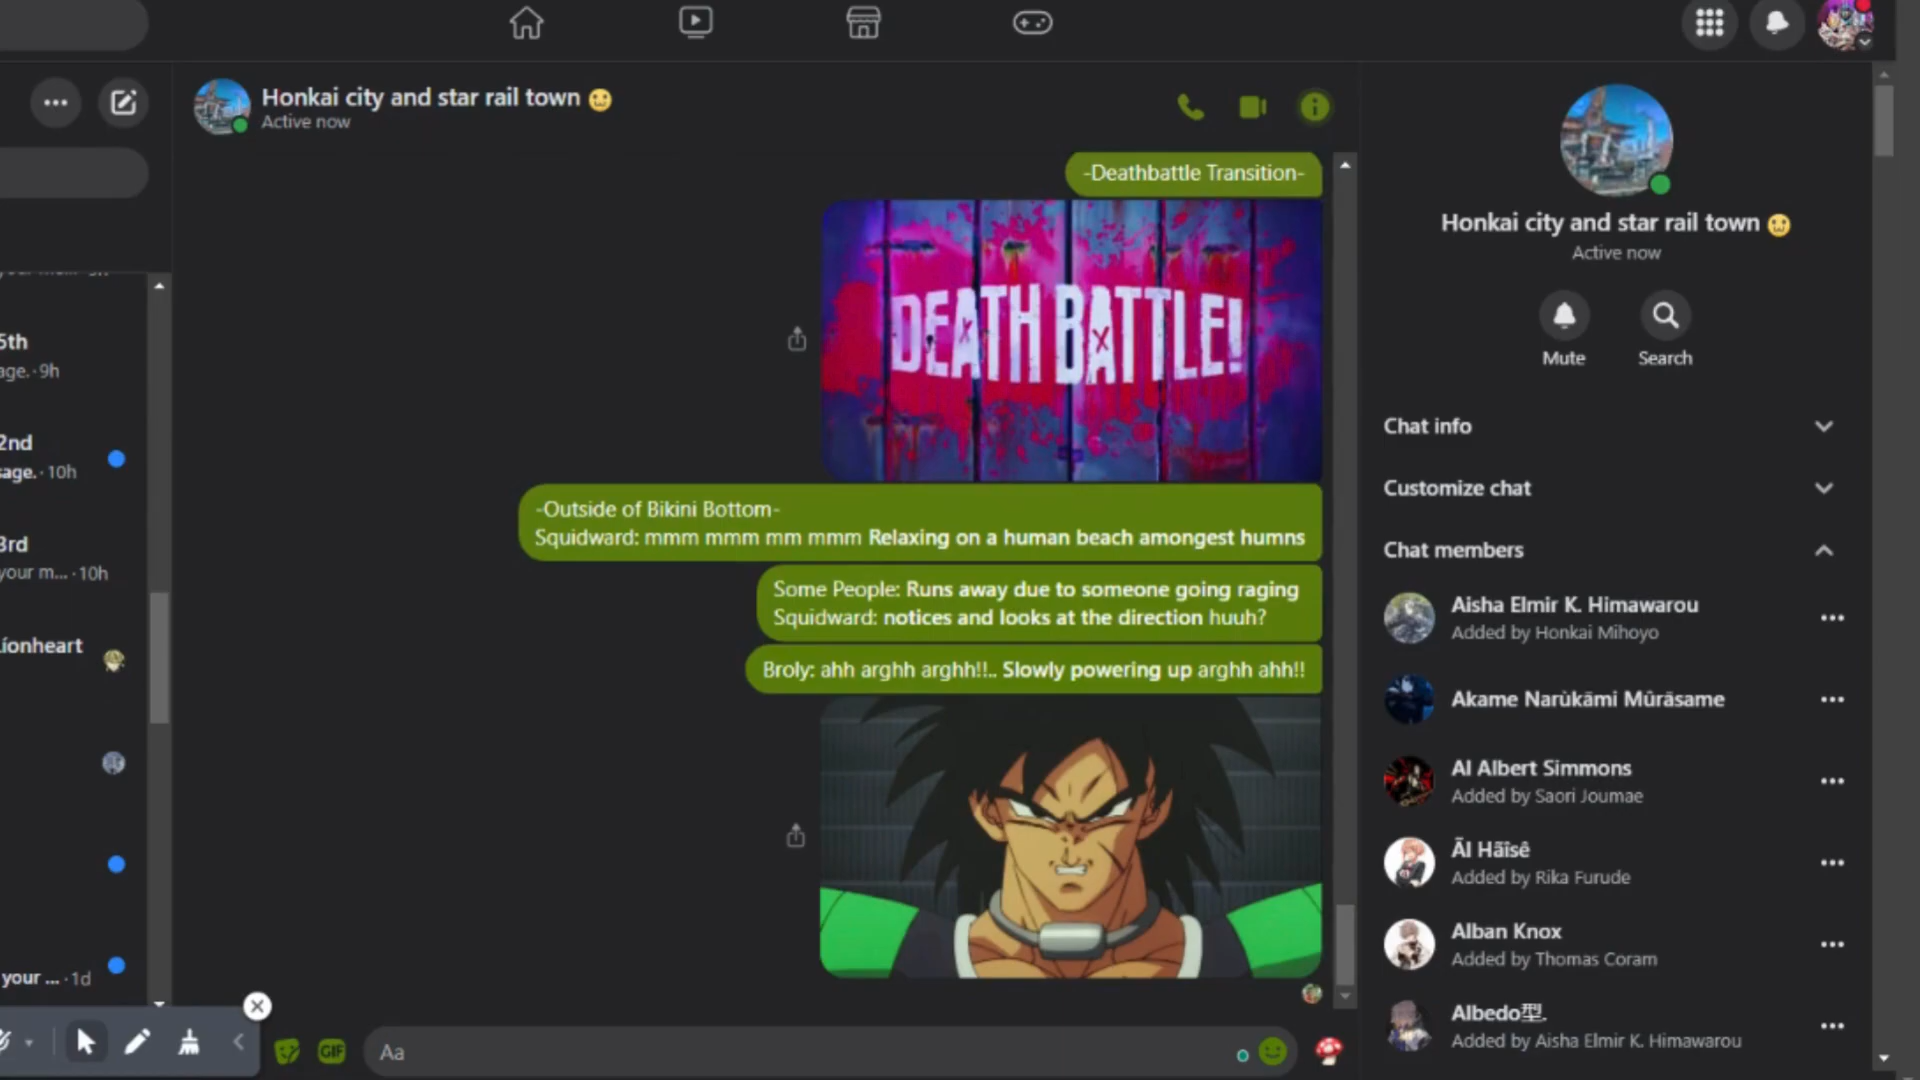 Honkai city and star rail town
Active now
-Deathbattle Transition-
DEATH BATTLE!
-Outside of Bikini Bottom-
Squidward: mmm mmm mm mmm Relaxing on a human beach amongest humns
Some People: Runs away due to someone going raging
Squidward: notices and looks at the direction huuh?
Broly: ahh arghh arghh!!.. Slowly powering up arghh ahh!!
GIF
Aa
5th
age. · 9h
2nd
sage. · 10h
3rd
your m... · 10h
Lionheart
your ... · 1d
Honkai city and star rail town
Active now
Mute
Search
Chat info
Customize chat
Chat members
Aisha Elmir K. Himawarou
Added by Honkai Mihoyo
Akame Narùkāmi Mûrāsame
Al Albert Simmons
Added by Saori Joumae
Āl Hāīsê
Added by Rika Furude
Alban Knox
Added by Thomas Coram
Albedo型.
Added by Aisha Elmir K. Himawarou